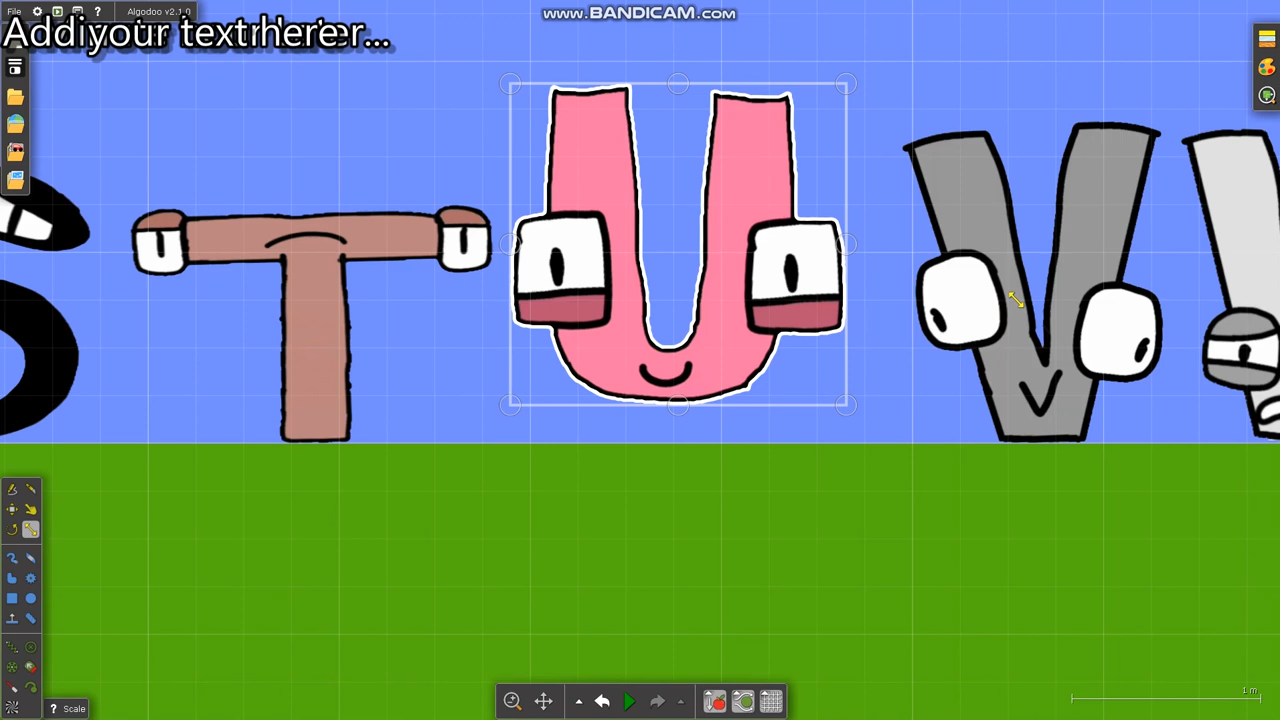 File ? Algodoo v2.1.0
www.BANDICAM.com
Addiyour textrherer...
T U V
? Scale
1 m